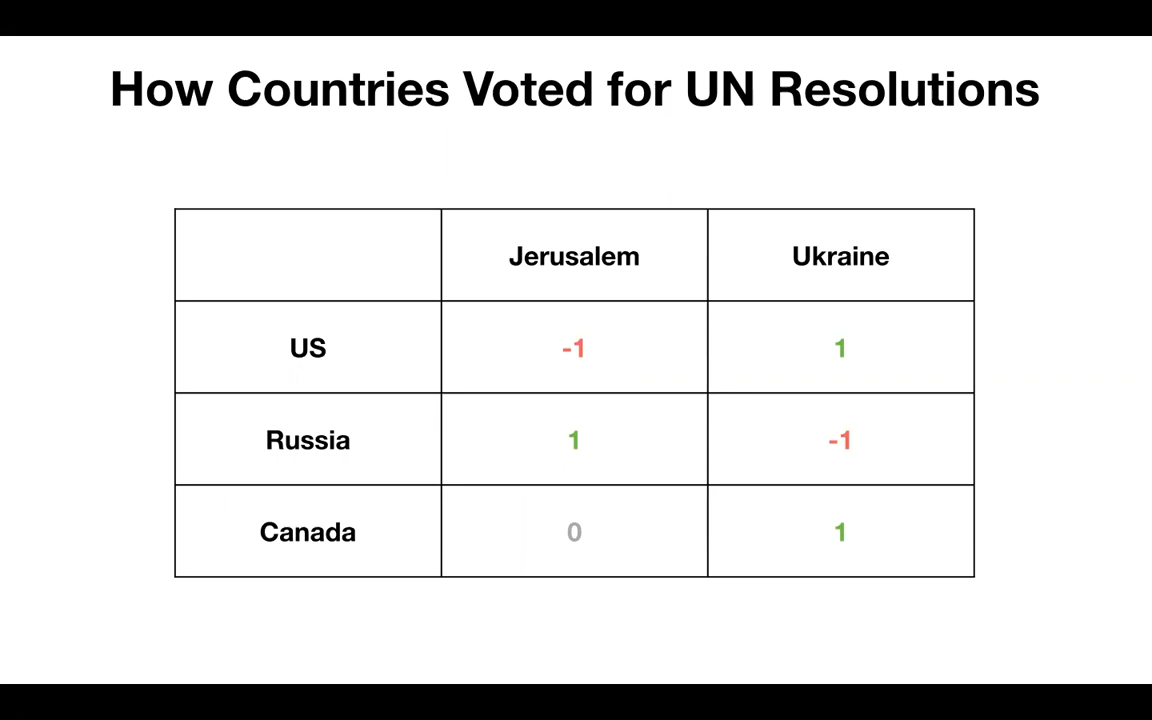 How Countries Voted for UN Resolutions
Jerusalem Ukraine
US -1 1
Russia 1 -1
Canada 0 1